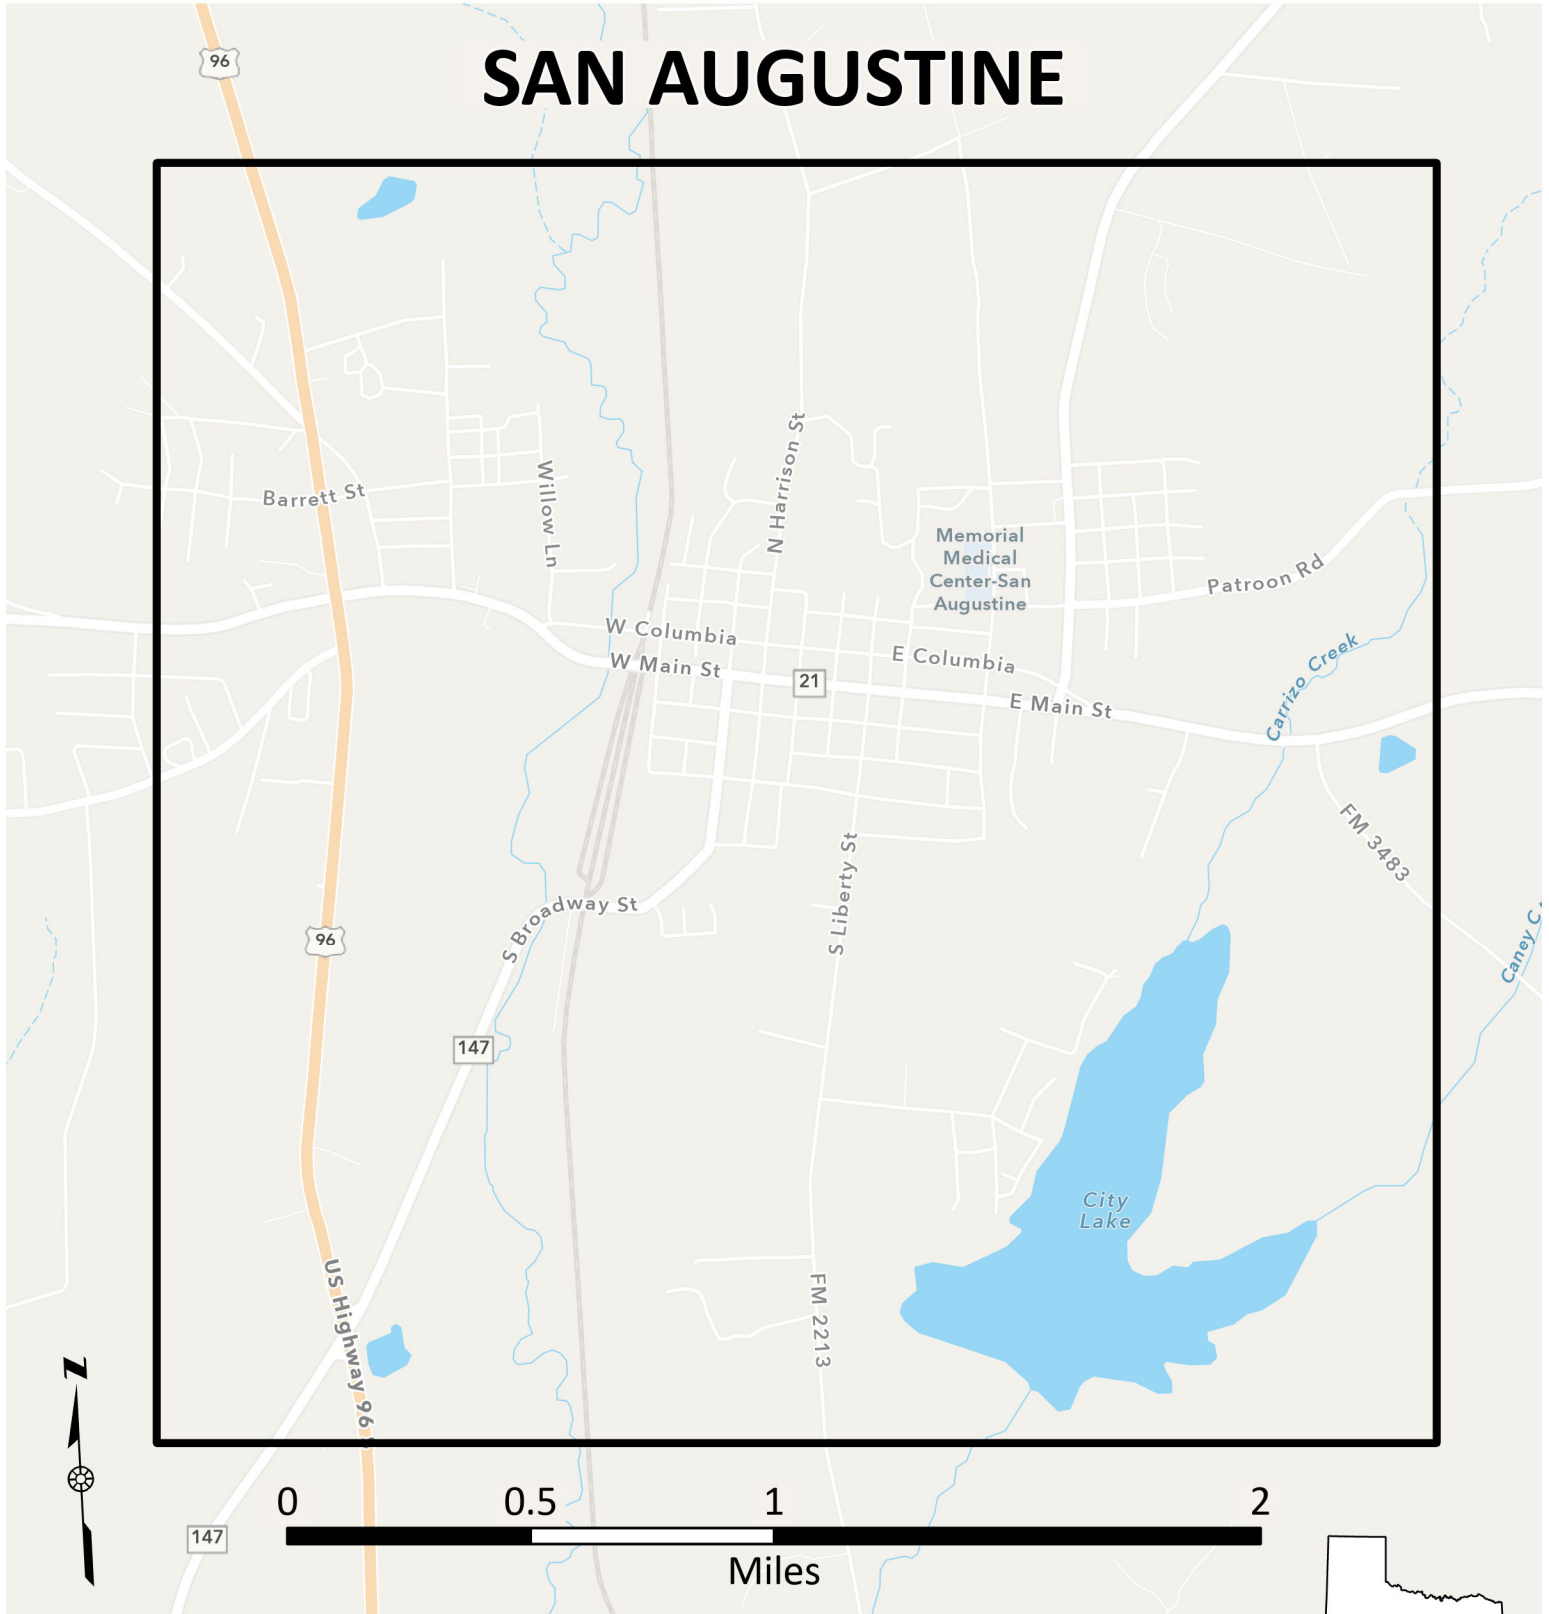 SAN AUGUSTINE
96
Barrett St
Willow Ln
N Harrison St
Memorial
Medical
Center-San
Augustine
Patroon Rd
W Columbia
E Columbia
W Main St
21
E Main St
Carrizo Creek
FM 3483
S Liberty St
S Broadway St
96
Caney C
147
City
Lake
US Highway 96
FM 2213
N
0 0.5 1 2
147
Miles